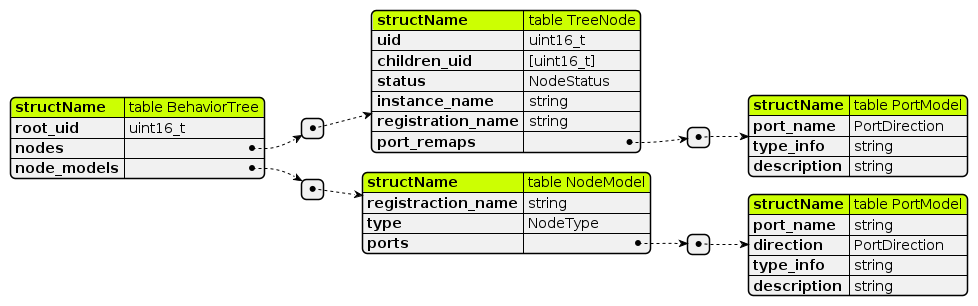 structName table TreeNode
uid uint16_t
children_uid [uint16_t]
status NodeStatus
instance_name string
registration_name string
port_remaps
structName table BehaviorTree
root_uid uint16_t
nodes
node_models
structName table PortModel
port_name PortDirection
type_info string
description string
structName table NodeModel
registraction_name string
type NodeType
ports
structName table PortModel
port_name string
direction PortDirection
type_info string
description string